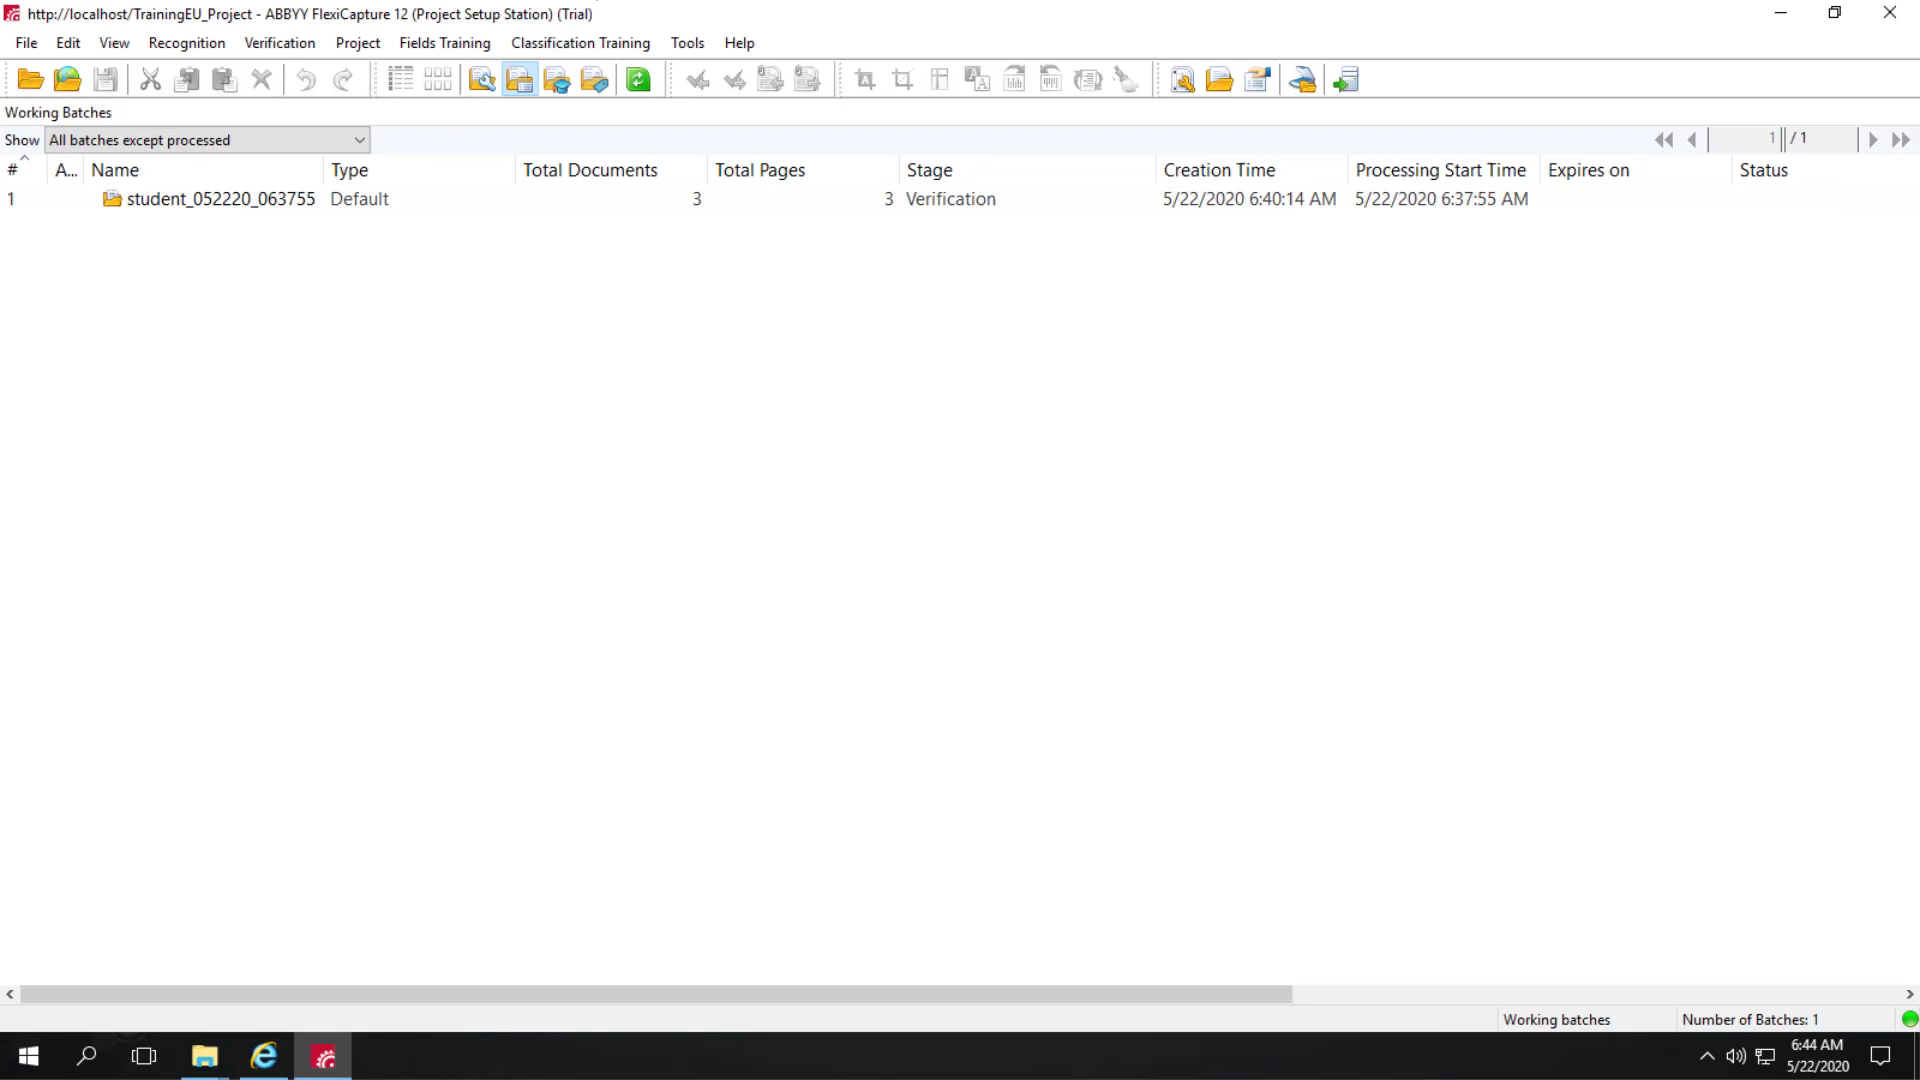 http://localhost/TrainingEU_Project - ABBYY FlexiCapture 12 (Project Setup Station) (Trial)
File Edit View Recognition Verification Project Fields Training Classification Training Tools Help
Working Batches
Show All batches except processed 1 / 1
# A... Name Type Total Documents Total Pages Stage Creation Time Processing Start Time Expires on Status
1 student_052220_063755 Default 3 3 Verification 5/22/2020 6:40:14 AM 5/22/2020 6:37:55 AM
Working batches Number of Batches: 1
6:44 AM
5/22/2020